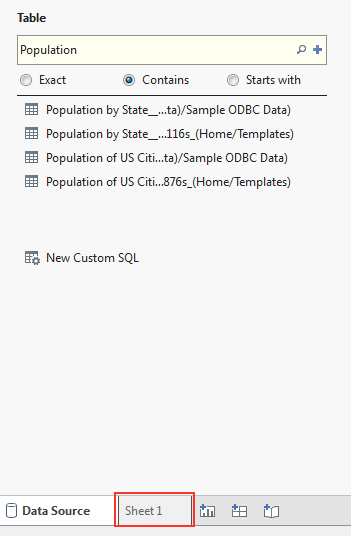 Table
Population
Exact Contains Starts with
Population by State__...ta)/Sample ODBC Data)
Population by State__...116s_(Home/Templates)
Population of US Citi...ta)/Sample ODBC Data)
Population of US Citi...876s_(Home/Templates)
New Custom SQL
Data Source Sheet 1